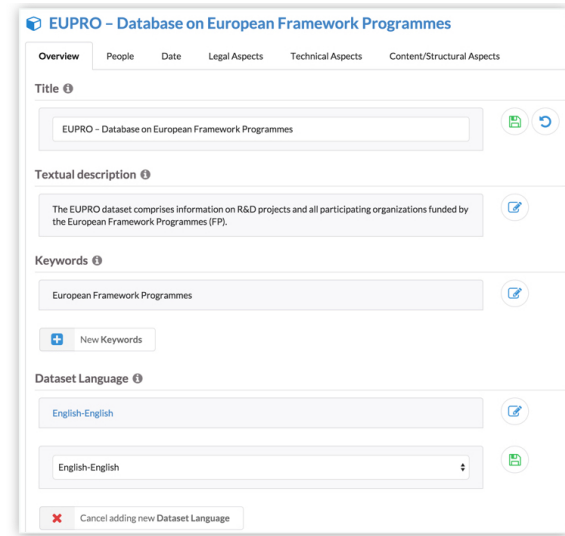 EUPRO – Database on European Framework Programmes
Overview People Date Legal Aspects Technical Aspects Content/Structural Aspects
Title
EUPRO – Database on European Framework Programmes
Textual description
The EUPRO dataset comprises information on R&D projects and all participating organizations funded by
the European Framework Programmes (FP).
Keywords
European Framework Programmes
New Keywords
Dataset Language
English-English
English-English
Cancel adding new Dataset Language